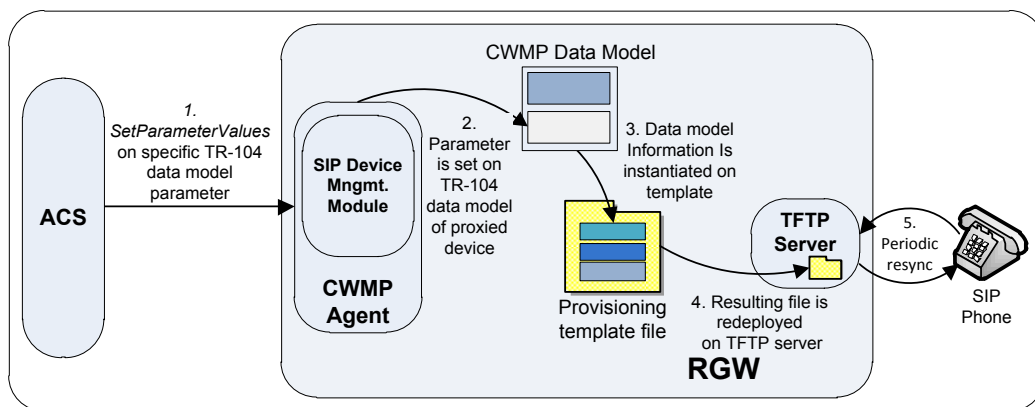 CWMP Data Model
1.
SetParameterValues
on specific TR-104
data model
parameter
ACS
SIP Device
Mngmt.
Module
CWMP
Agent
2.
Parameter
is set on
TR-104
data model
of proxied
device
3. Data model
Information Is
instantiated on
template
Provisioning
template file
TFTP
Server
4. Resulting file is
redeployed
on TFTP server
RGW
5.
Periodic
resync
SIP
Phone